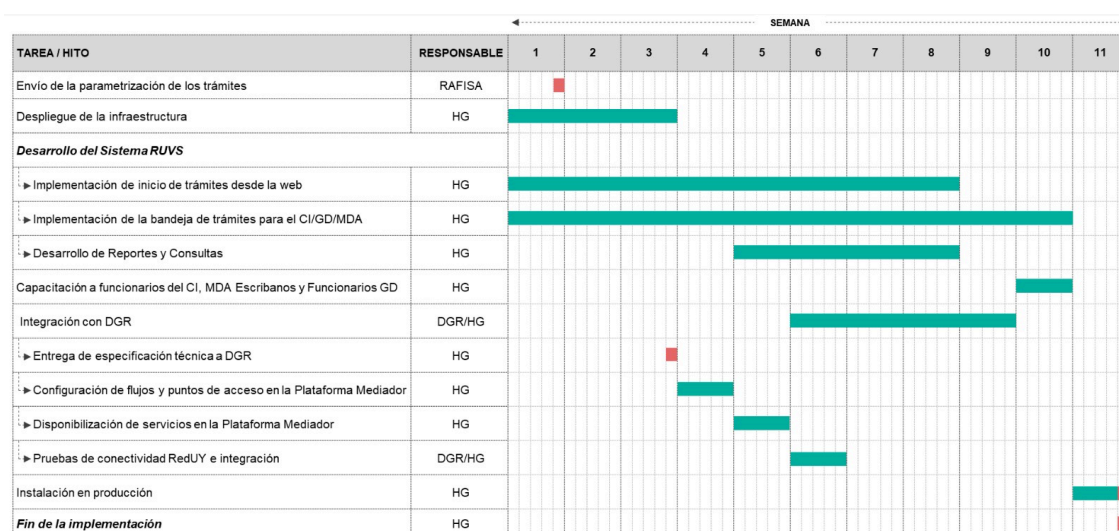 SEMANA
TAREA / HITO RESPONSABLE 1 2 3 4 5 6 7 8 9 10 11
Envío de la parametrización de los trámites RAFISA
Despliegue de la infraestructura HG
Desarrollo del Sistema RUVS
Implementación de inicio de trámites desde la web HG
Implementación de la bandeja de trámites para el CI/GD/MDA HG
Desarrollo de Reportes y Consultas HG
Capacitación a funcionarios del CI, MDA Escribanos y Funcionarios GD HG
Integración con DGR DGR/HG
Entrega de especificación técnica a DGR HG
Configuración de flujos y puntos de acceso en la Plataforma Mediador HG
Disponibilización de servicios en la Plataforma Mediador HG
Pruebas de conectividad RedUY e integración DGR/HG
Instalación en producción HG
Fin de la implementación HG